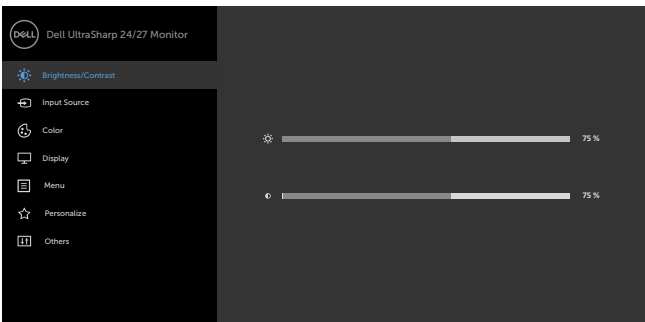 DELL
Dell UltraSharp 24/27 Monitor
Brightness/Contrast
Input Source
Color
Display
Menu
Personalize
Others
75 %
75 %